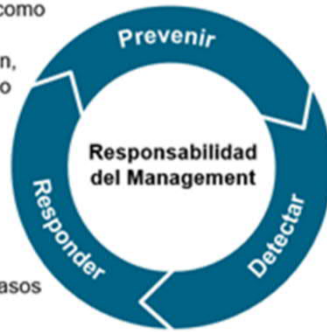 como
Prevenir
n,
o
Responsabilidad
del Management
Responder
Detectar
asos